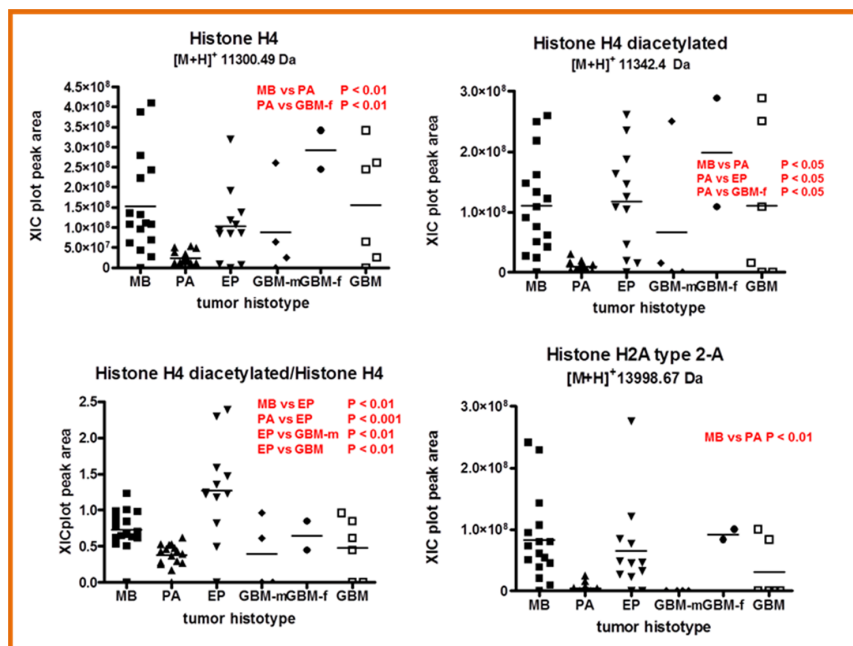 Histone H4
[M+H]⁺ 11300.49 Da
MB vs PA P < 0.01
PA vs GBM-f P < 0.01
XIC plot peak area
4.5×10⁸
4.0×10⁸
3.5×10⁸
3.0×10⁸
2.5×10⁸
2.0×10⁸
1.5×10⁸
1.0×10⁸
5.0×10⁷
0.0
MB PA EP GBM-m GBM-f GBM
tumor histotype
Histone H4 diacetylated
[M+H]⁺ 11342.4 Da
MB vs PA P < 0.05
PA vs EP P < 0.05
PA vs GBM-f P < 0.05
XIC plot peak area
3.0×10⁸
2.0×10⁸
1.0×10⁸
0
MB PA EP GBM-m GBM-f GBM
tumor histotype
Histone H4 diacetylated/Histone H4
MB vs EP P < 0.01
PA vs EP P < 0.001
EP vs GBM-m P < 0.01
EP vs GBM P < 0.01
XICplot peak area
2.5
2.0
1.5
1.0
0.5
0.0
MB PA EP GBM-m GBM-f GBM
tumor histotype
Histone H2A type 2-A
[M+H]⁺ 13998.67 Da
MB vs PA P < 0.01
XIC plot peak area
3.0×10⁸
2.0×10⁸
1.0×10⁸
0
MB PA EP GBM-m GBM-f GBM
tumor histotype